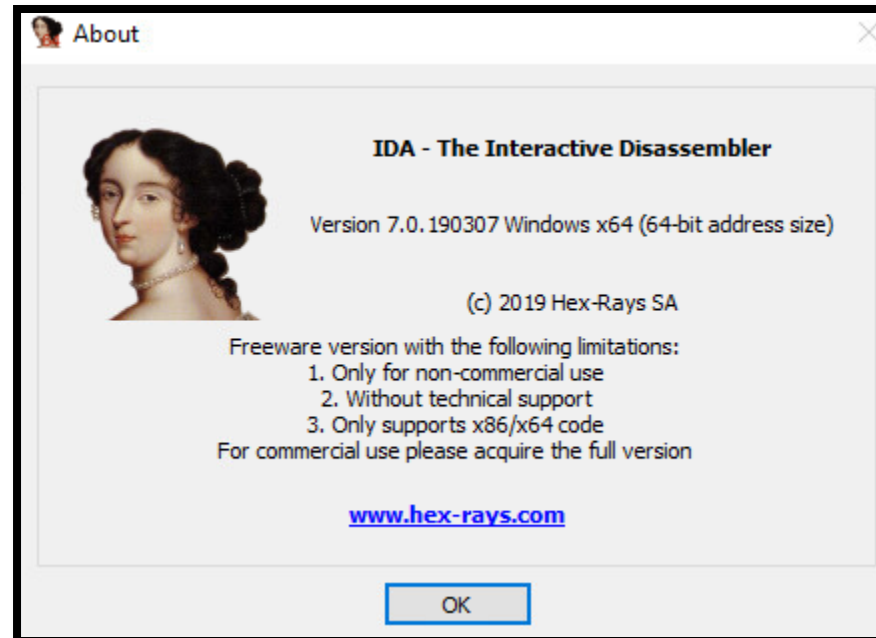 About
IDA - The Interactive Disassembler
Version 7.0.190307 Windows x64 (64-bit address size)
(c) 2019 Hex-Rays SA
Freeware version with the following limitations:
1. Only for non-commercial use
2. Without technical support
3. Only supports x86/x64 code
For commercial use please acquire the full version
www.hex-rays.com
OK